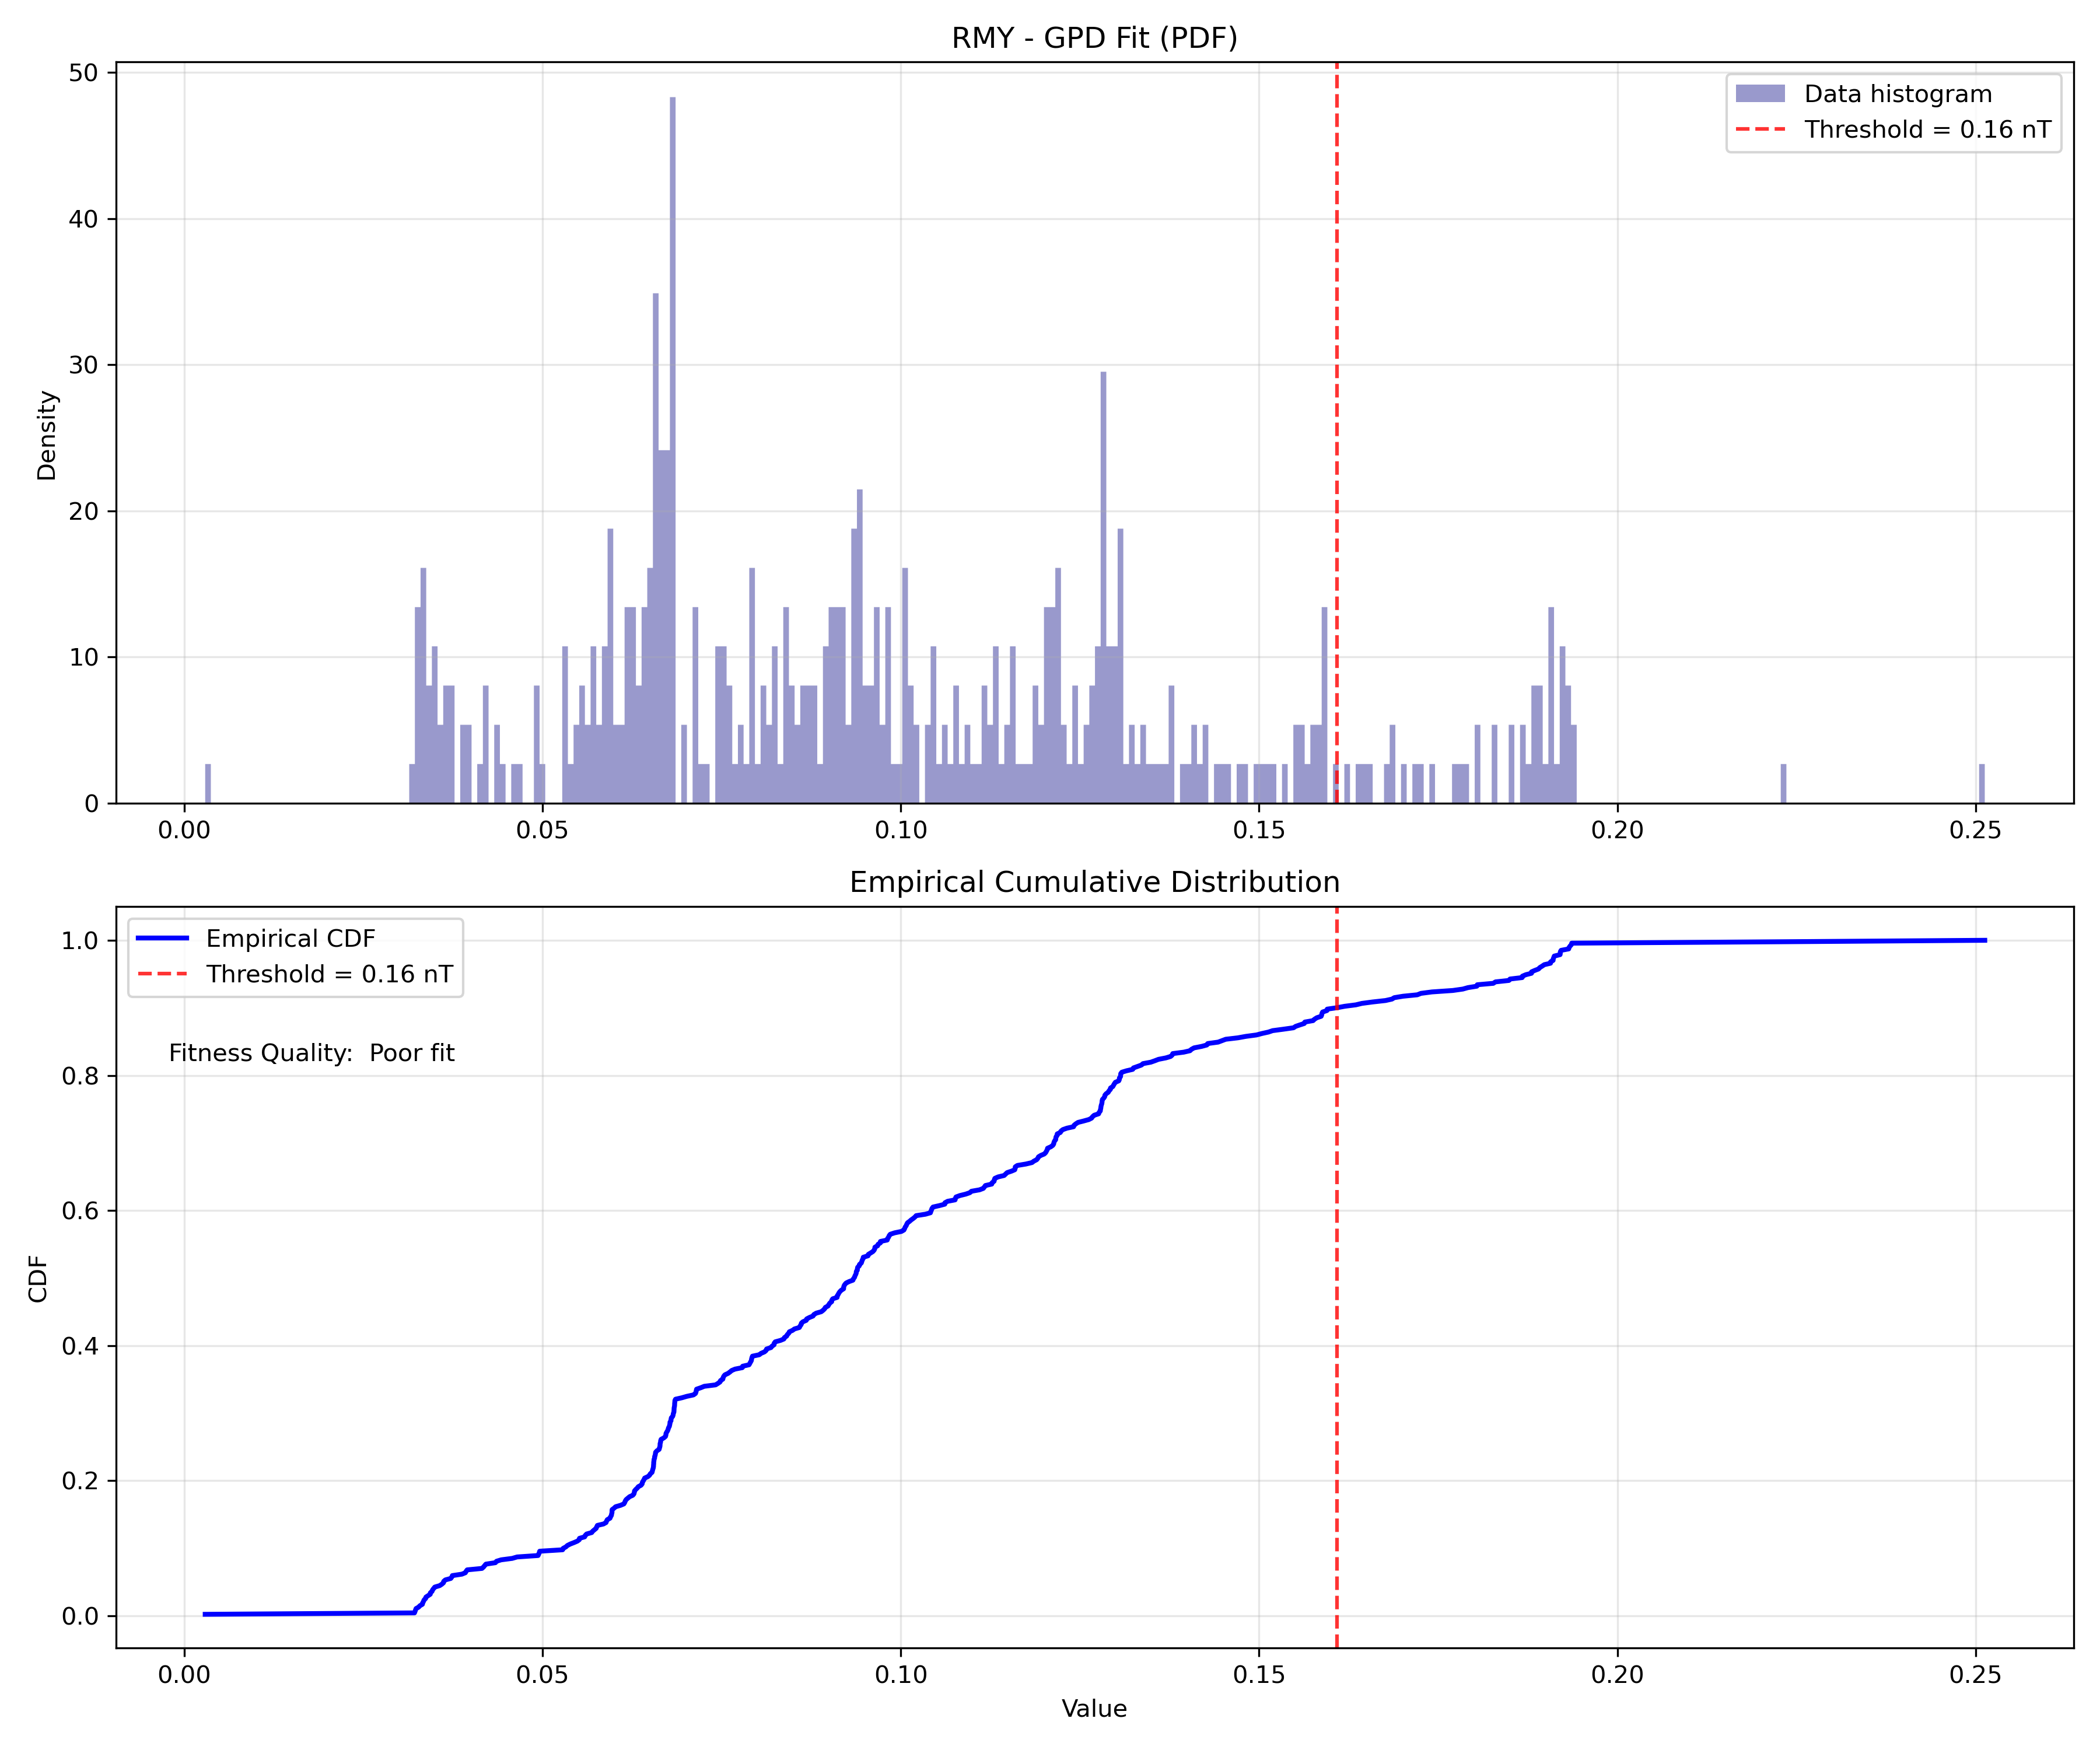 RMY - GPD Fit (PDF)
Data histogram
Threshold = 0.16 nT
Density
50
40
30
20
10
0
0.00 0.05 0.10 0.15 0.20 0.25
Empirical Cumulative Distribution
Empirical CDF
Threshold = 0.16 nT
Fitness Quality: Poor fit
CDF
1.0
0.8
0.6
0.4
0.2
0.0
0.00 0.05 0.10 0.15 0.20 0.25
Value